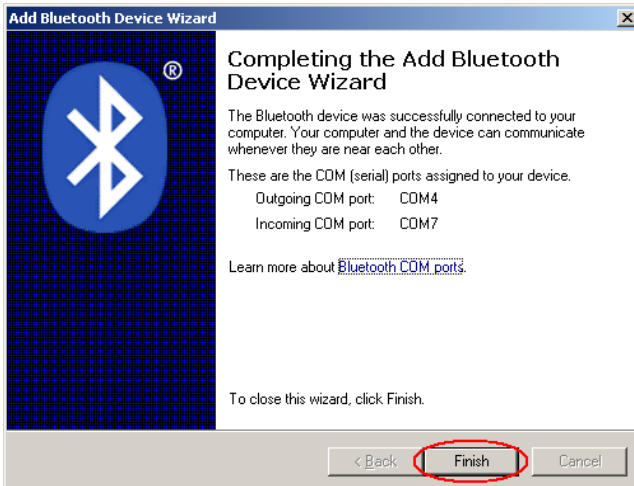 Add Bluetooth Device Wizard
®
Completing the Add Bluetooth
Device Wizard
The Bluetooth device was successfully connected to your
computer. Your computer and the device can communicate
whenever they are near each other.
These are the COM (serial) ports assigned to your device.
Outgoing COM port: COM4
Incoming COM port: COM7
Learn more about Bluetooth COM ports.
To close this wizard, click Finish.
< Back Finish Cancel